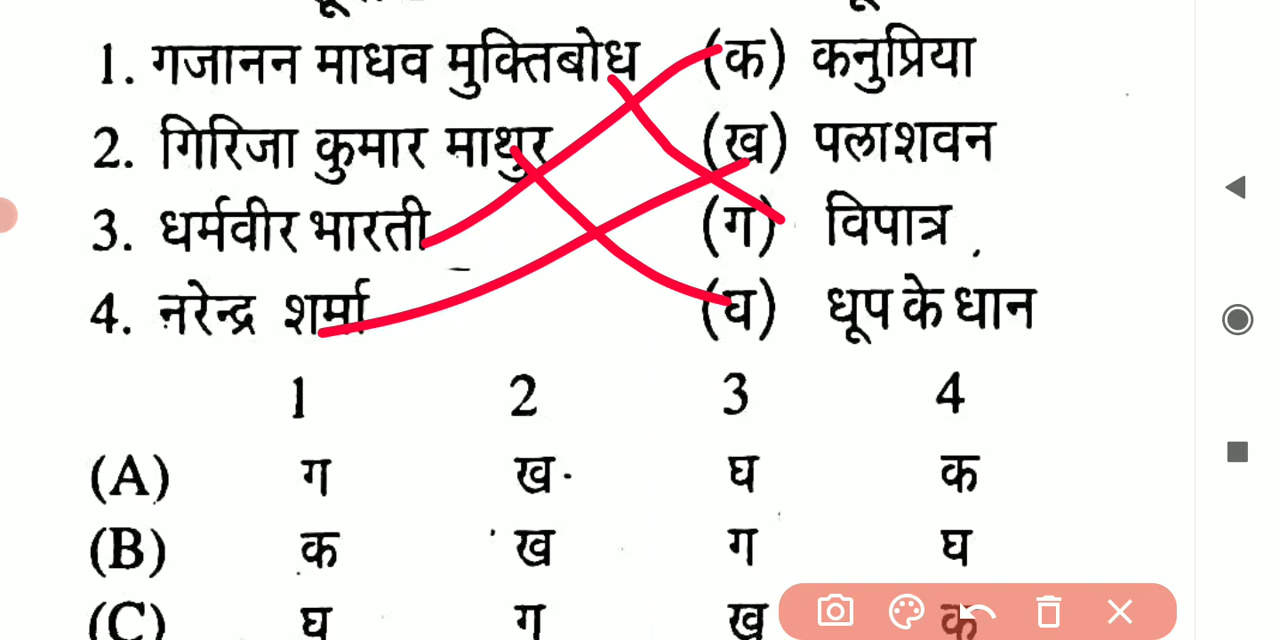 1. गजानन माधव मुक्तिबोध (क) कनुप्रिया
2. गिरिजा कुमार माथुर (ख) पलाशवन
3. धर्मवीर भारती (ग) विपात्र
4. नरेन्द्र शर्मा (घ) धूप के धान
1 2 3 4
(A) ग ख घ क
(B) क ख ग घ
(C) घ ग ख क